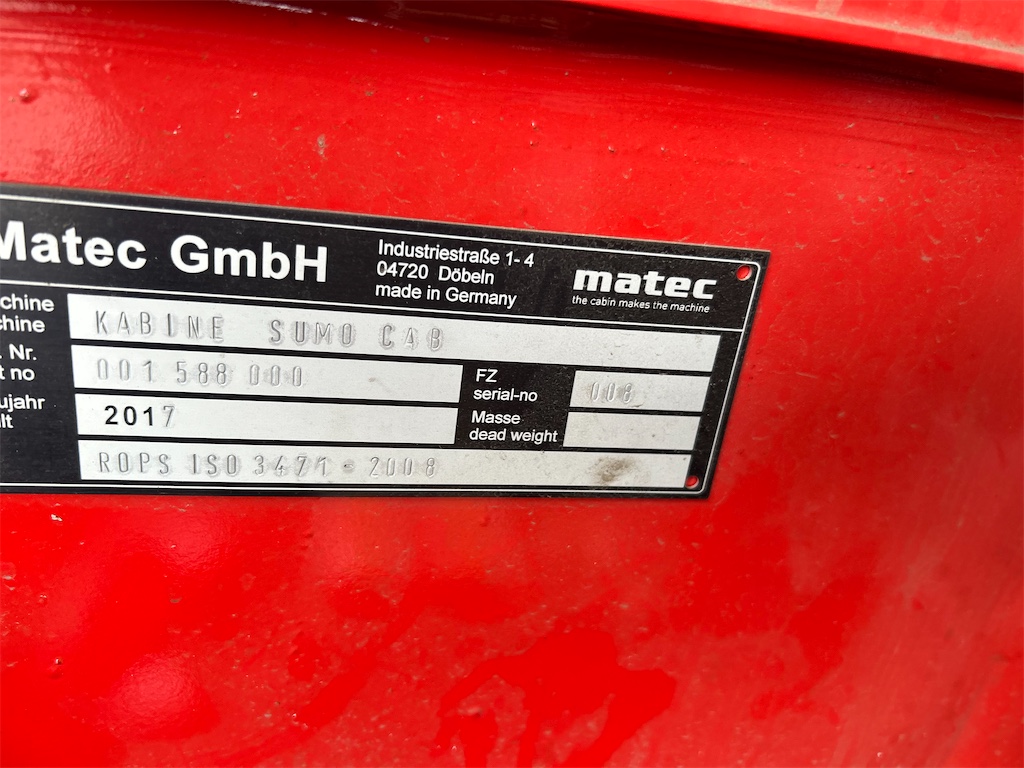 Matec GmbH
Industriestraße 1-4
04720 Döbeln
made in Germany
matec
the cabin makes the machine
chine
chine
KABINE SUMO CAB
. Nr.
t no
001 588 000
FZ
serial-no
008
ujahr
lt
2017
Masse
dead weight
ROPS ISO 3471-2008